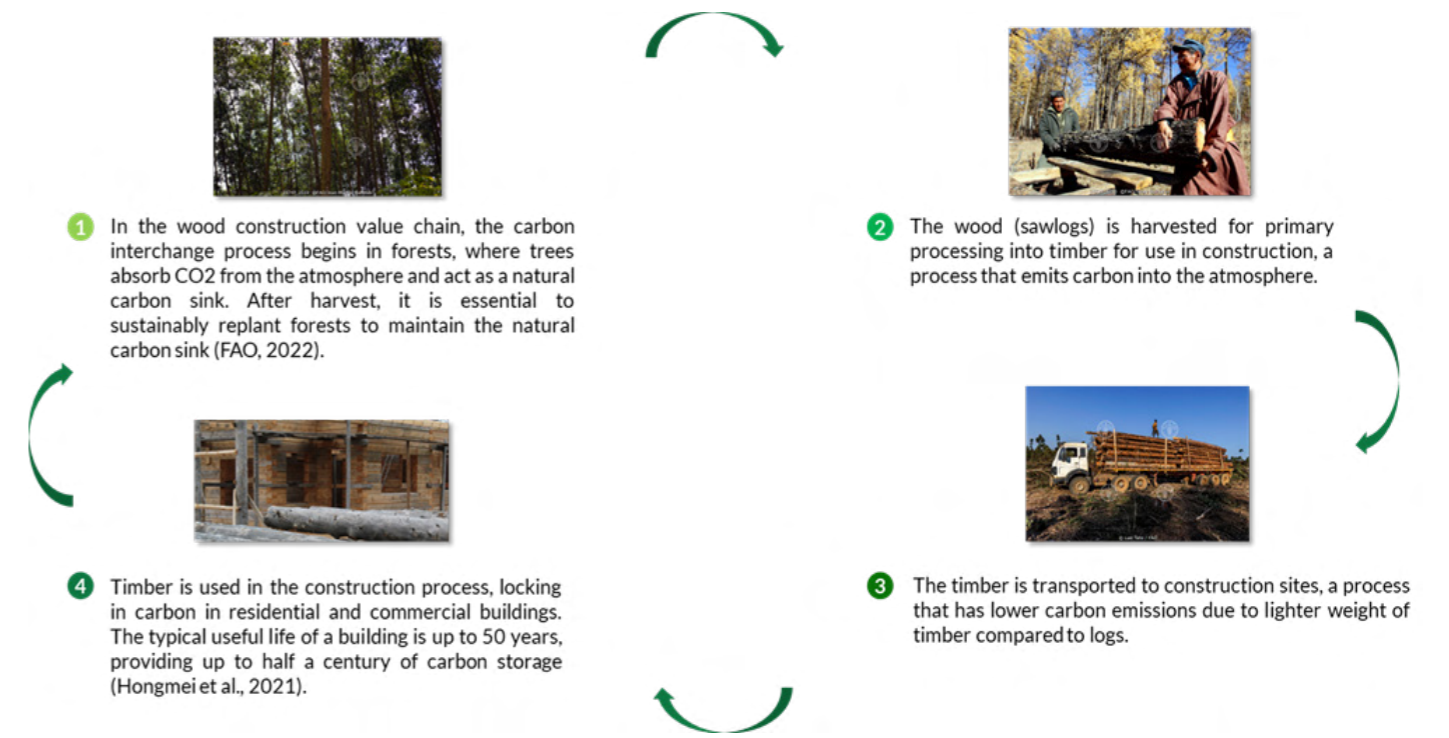 1
In the wood construction value chain, the carbon
interchange process begins in forests, where trees
absorb CO2 from the atmosphere and act as a natural
carbon sink. After harvest, it is essential to
sustainably replant forests to maintain the natural
carbon sink (FAO, 2022).
2
The wood (sawlogs) is harvested for primary
processing into timber for use in construction, a
process that emits carbon into the atmosphere.
3
The timber is transported to construction sites, a process
that has lower carbon emissions due to lighter weight of
timber compared to logs.
4
Timber is used in the construction process, locking
in carbon in residential and commercial buildings.
The typical useful life of a building is up to 50 years,
providing up to half a century of carbon storage
(Hongmei et al., 2021).